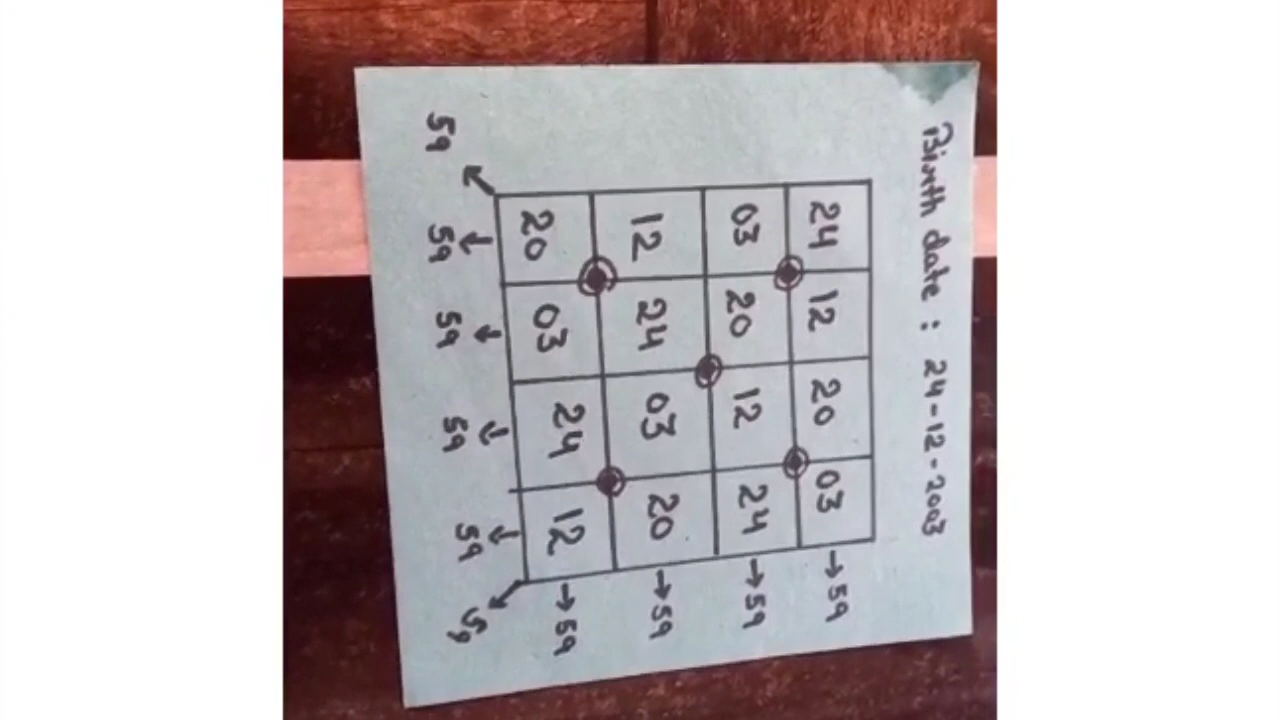 Birth date : 24-12-2003
24 12 20 03 →59
03 20 12 24 →59
12 24 03 20 →59
20 03 24 12 →59
59 59 59 59 59 59